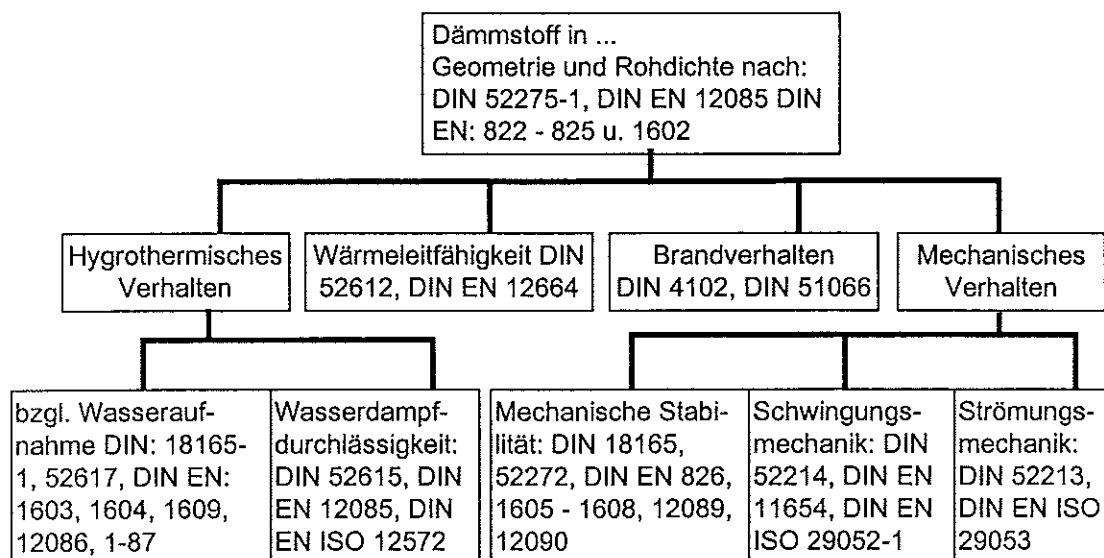 Dämmstoff in ...
Geometrie und Rohdichte nach:
DIN 52275-1, DIN EN 12085 DIN
EN: 822 - 825 u. 1602
Hygrothermisches
Verhalten
Wärmeleitfähigkeit DIN
52612, DIN EN 12664
Brandverhalten
DIN 4102, DIN 51066
Mechanisches
Verhalten
bzgl. Wasserauf-
nahme DIN: 18165-
1, 52617, DIN EN:
1603, 1604, 1609,
12086, 1-87
Wasserdampf-
durchlässigkeit:
DIN 52615, DIN
EN 12085, DIN
EN ISO 12572
Mechanische Stabi-
lität: DIN 18165,
52272, DIN EN 826,
1605 - 1608, 12089,
12090
Schwingungs-
mechanik: DIN
52214, DIN EN
11654, DIN EN
ISO 29052-1
Strömungs-
mechanik:
DIN 52213,
DIN EN ISO
29053